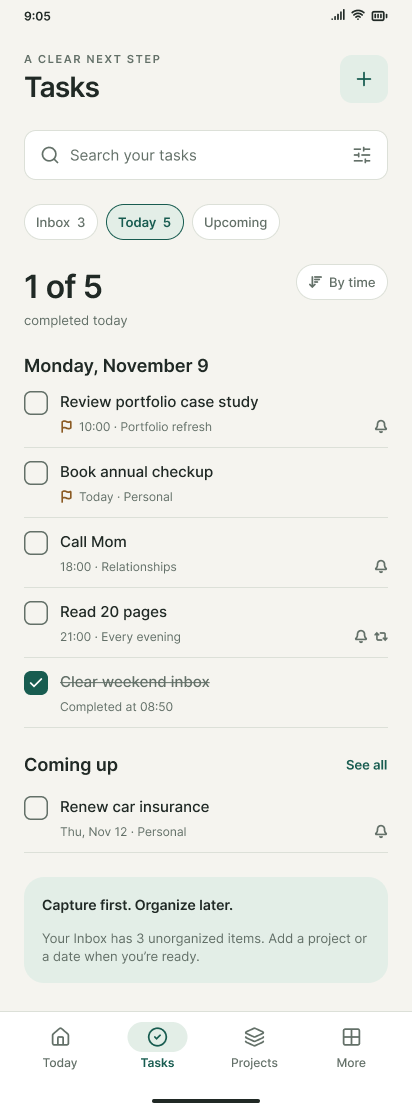 9:05
A CLEAR NEXT STEP
Tasks
Search your tasks
Inbox 3
Today 5
Upcoming
1 of 5
By time
completed today
Monday, November 9
Review portfolio case study
10:00 · Portfolio refresh
Book annual checkup
Today · Personal
Call Mom
18:00 · Relationships
Read 20 pages
21:00 · Every evening
Clear weekend inbox
Completed at 08:50
Coming up
See all
Renew car insurance
Thu, Nov 12 · Personal
Capture first. Organize later.
Your Inbox has 3 unorganized items. Add a project or
a date when you're ready.
Today
Tasks
Projects
More